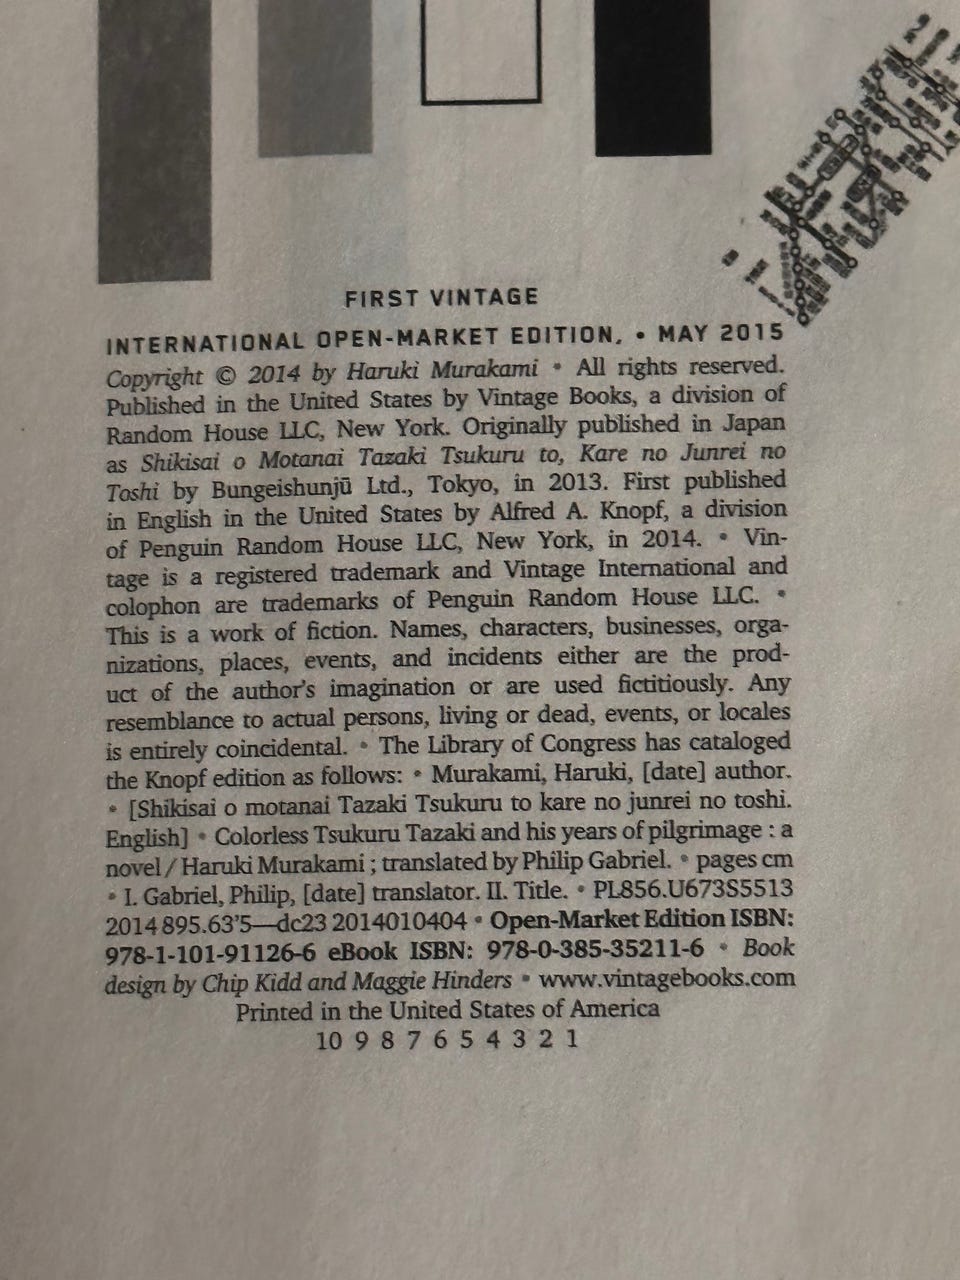 FIRST VINTAGE
INTERNATIONAL OPEN-MARKET EDITION, • MAY 2015
Copyright © 2014 by Haruki Murakami • All rights reserved.
Published in the United States by Vintage Books, a division of
Random House LLC, New York. Originally published in Japan
as Shikisai o Motanai Tazaki Tsukuru to, Kare no Junrei no
Toshi by Bungeishunjū Ltd., Tokyo, in 2013. First published
in English in the United States by Alfred A. Knopf, a division
of Penguin Random House LLC, New York, in 2014. • Vin-
tage is a registered trademark and Vintage International and
colophon are trademarks of Penguin Random House LLC. •
This is a work of fiction. Names, characters, businesses, orga-
nizations, places, events, and incidents either are the prod-
uct of the author's imagination or are used fictitiously. Any
resemblance to actual persons, living or dead, events, or locales
is entirely coincidental. • The Library of Congress has cataloged
the Knopf edition as follows: • Murakami, Haruki, [date] author.
• [Shikisai o motanai Tazaki Tsukuru to kare no junrei no toshi.
English] • Colorless Tsukuru Tazaki and his years of pilgrimage : a
novel / Haruki Murakami ; translated by Philip Gabriel. • pages cm
• I. Gabriel, Philip, [date] translator. II. Title. • PL856.U673S5513
2014 895.63'5—dc23 2014010404 • Open-Market Edition ISBN:
978-1-101-91126-6 eBook ISBN: 978-0-385-35211-6 • Book
design by Chip Kidd and Maggie Hinders • www.vintagebooks.com
Printed in the United States of America
10 9 8 7 6 5 4 3 2 1